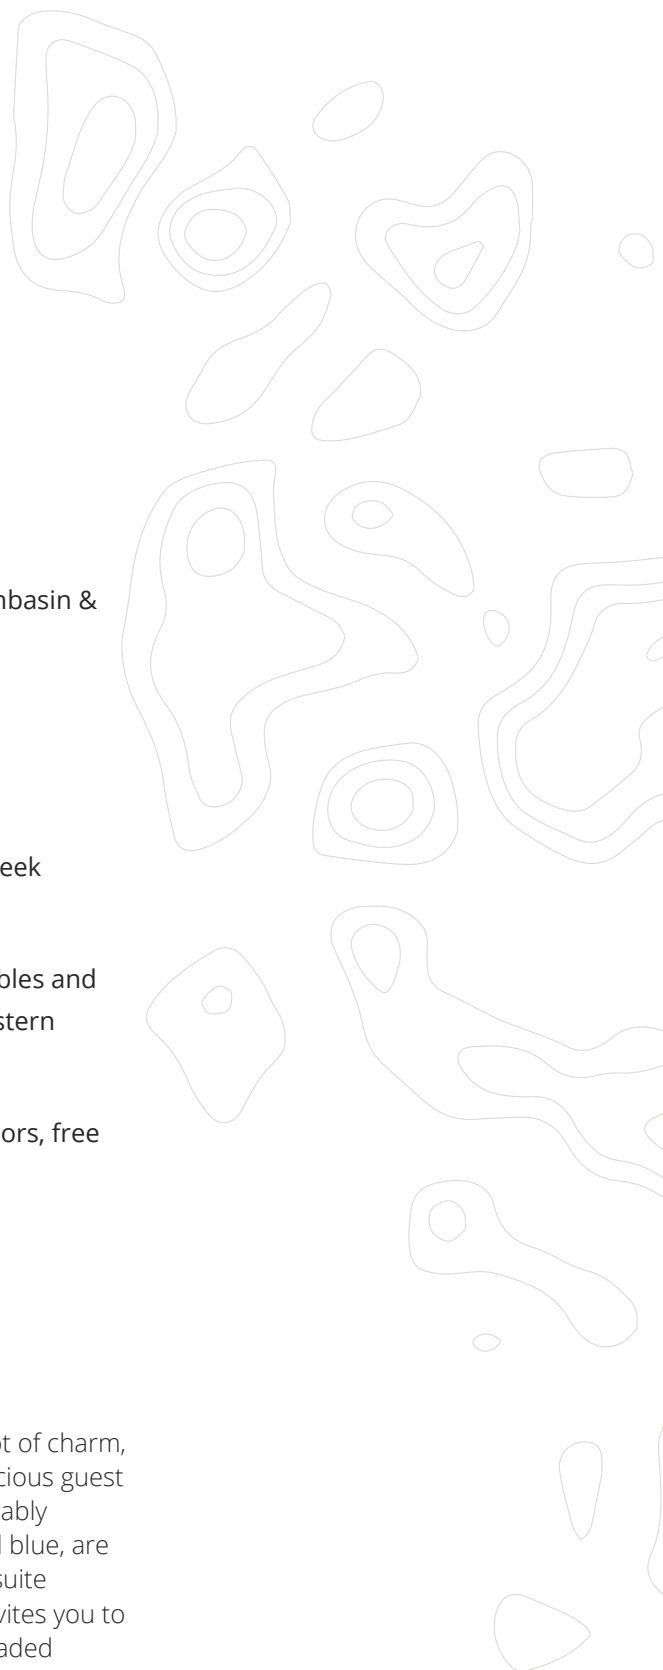 nbasin &
eek
bles and
stern
ors, free
ot of charm,
cious guest
ably
l blue, are
suite
vites you to
aded